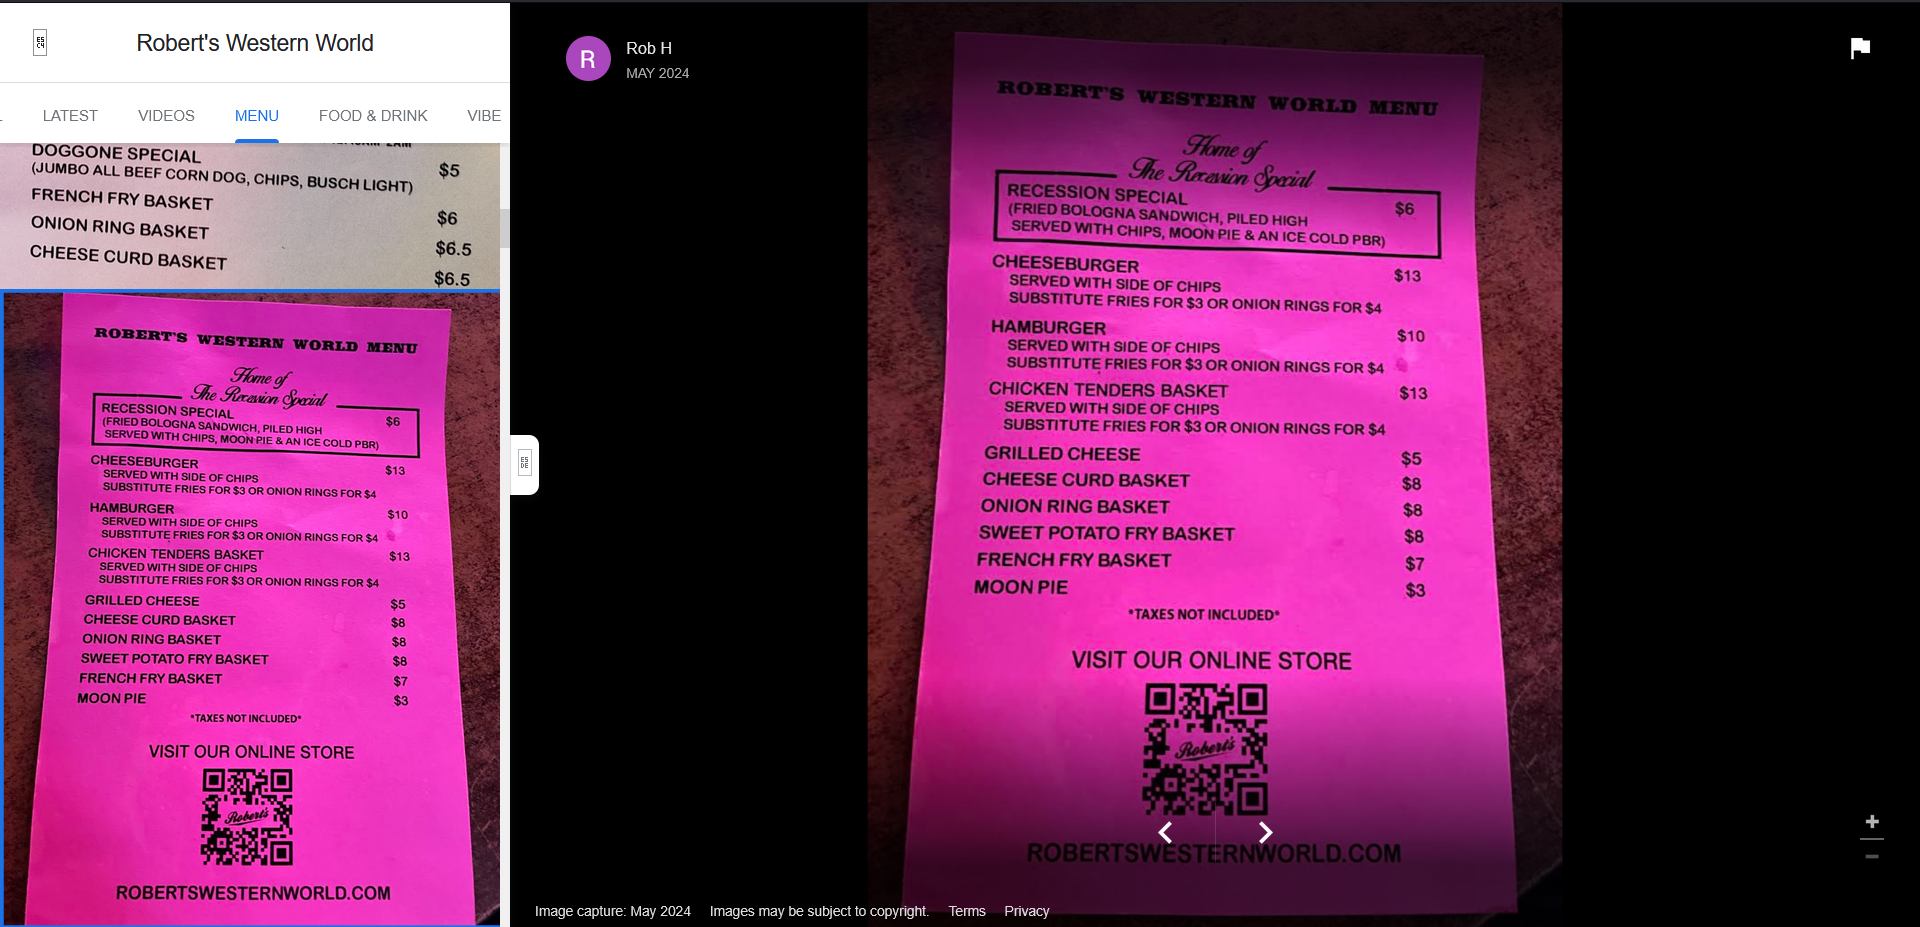 Robert's Western World
LATEST
VIDEOS
MENU
FOOD & DRINK
VIBE
DOGGONE SPECIAL $5
(JUMBO ALL BEEF CORN DOG, CHIPS, BUSCH LIGHT)
FRENCH FRY BASKET $6
ONION RING BASKET $6.5
CHEESE CURD BASKET $6.5
ROBERT'S WESTERN WORLD MENU
Home of
The Recession Special
RECESSION SPECIAL $6
(FRIED BOLOGNA SANDWICH, PILED HIGH
SERVED WITH CHIPS, MOON PIE & AN ICE COLD PBR)
CHEESEBURGER $13
SERVED WITH SIDE OF CHIPS
SUBSTITUTE FRIES FOR $3 OR ONION RINGS FOR $4
HAMBURGER $10
SERVED WITH SIDE OF CHIPS
SUBSTITUTE FRIES FOR $3 OR ONION RINGS FOR $4
CHICKEN TENDERS BASKET $13
SERVED WITH SIDE OF CHIPS
SUBSTITUTE FRIES FOR $3 OR ONION RINGS FOR $4
GRILLED CHEESE $5
CHEESE CURD BASKET $8
ONION RING BASKET $8
SWEET POTATO FRY BASKET $8
FRENCH FRY BASKET $7
MOON PIE $3
*TAXES NOT INCLUDED*
VISIT OUR ONLINE STORE
Robert's
ROBERTSWESTERNWORLD.COM
R
Rob H
MAY 2024
ROBERT'S WESTERN WORLD MENU
Home of
The Recession Special
RECESSION SPECIAL $6
(FRIED BOLOGNA SANDWICH, PILED HIGH
SERVED WITH CHIPS, MOON PIE & AN ICE COLD PBR)
CHEESEBURGER $13
SERVED WITH SIDE OF CHIPS
SUBSTITUTE FRIES FOR $3 OR ONION RINGS FOR $4
HAMBURGER $10
SERVED WITH SIDE OF CHIPS
SUBSTITUTE FRIES FOR $3 OR ONION RINGS FOR $4
CHICKEN TENDERS BASKET $13
SERVED WITH SIDE OF CHIPS
SUBSTITUTE FRIES FOR $3 OR ONION RINGS FOR $4
GRILLED CHEESE $5
CHEESE CURD BASKET $8
ONION RING BASKET $8
SWEET POTATO FRY BASKET $8
FRENCH FRY BASKET $7
MOON PIE $3
*TAXES NOT INCLUDED*
VISIT OUR ONLINE STORE
Robert's
ROBERTSWESTERNWORLD.COM
Image capture: May 2024 Images may be subject to copyright. Terms Privacy